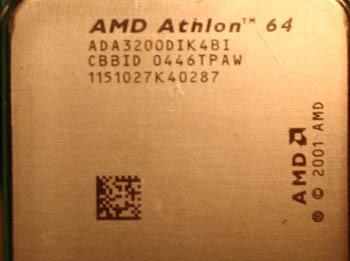 AMD Athlon™ 64
ADA3200DIK4BI
CBBID 0446TPAW
1151027K40287
AMD
® © 2001 AMD